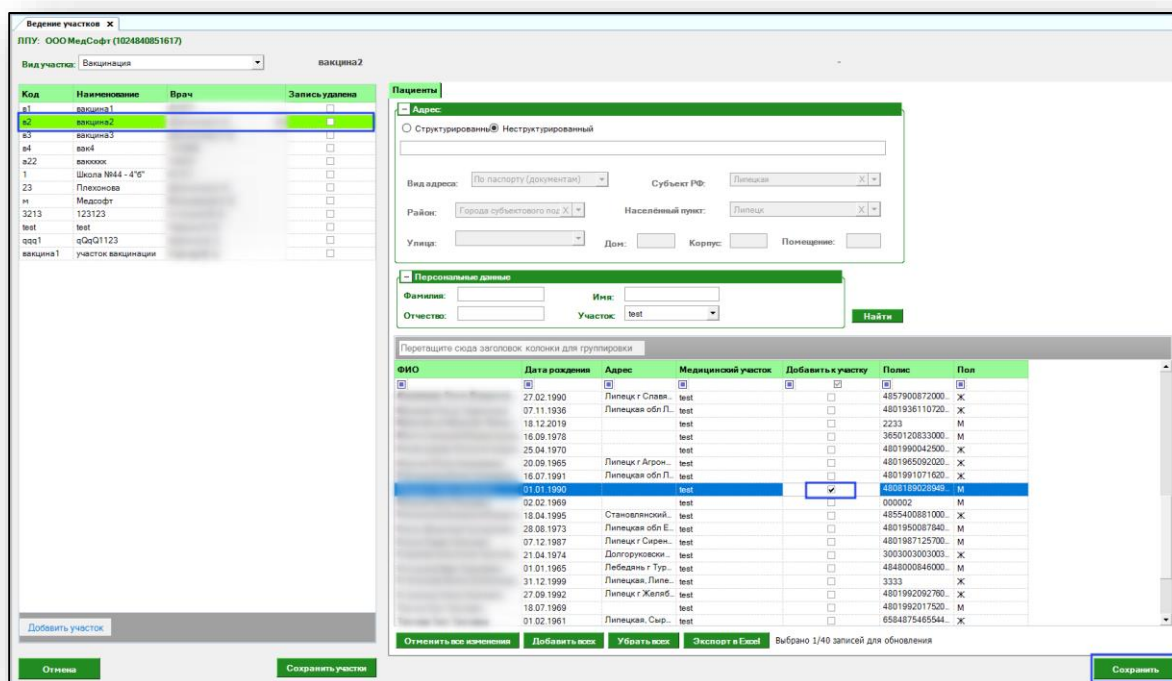 Ведение участков x
ЛПУ: ООО МедСофт (1024840851617)
Вид участка: Вакцинация вакцина2 -
Код Наименование Врач Запись удалена
в1 вакцина1
в2 вакцина2
в3 вакцина3
в4 вак4
в22 ваккккк
1 Школа №44 - 4"б"
23 Плехонова
м Медсофт
3213 123123
test test
qqq1 qQqQ1123
вакцина1 участок вакцинации
Добавить участок
Отмена Сохранить участки
Пациенты
Адрес:
Структурированный Неструктурированный
Вид адреса: По паспорту (документам) Субъект РФ: Липецкая X
Район: Города субъектового под X Населённый пункт: Липецк X
Улица: Дом: Корпус: Помещение:
Персональные данные
Фамилия: Имя:
Отчество: Участок: test Найти
Перетащите сюда заголовок колонки для группировки
ФИО Дата рождения Адрес Медицинский участок Добавить к участку Полис Пол
27.02.1990 Липецк г Славя... test 4857900872000... Ж
07.11.1936 Липецкая обл Л... test 4801936110720... Ж
18.12.2019 test 2233 М
16.09.1978 test 3650120833000... М
25.04.1970 test 4801990042500... Ж
20.09.1965 Липецк г Агрон... test 4801965092020... Ж
16.07.1991 Липецкая обл Л... test 4801991071620... Ж
01.01.1990 test 4808189028949... М
02.02.1969 test 000002 М
18.04.1995 Становлянский... test 4855400881000... Ж
28.08.1973 Липецкая обл Е... test 4801950087840... М
07.12.1987 Липецк г Сирен... test 4801987125700... М
21.04.1974 Долгоруковски... test 3003003003003... Ж
01.01.1965 Лебедянь г Тур... test 4848000846000... М
31.12.1999 Липецкая, Липе... test 3333 Ж
27.09.1992 Липецк г Желяб... test 4801992092760... Ж
18.07.1969 test 4801992017520... М
01.02.1961 Липецкая, Сыр... test 6584875465544... Ж
Отменить все изменения Добавить всех Убрать всех Экспорт в Excel Выбрано 1/40 записей для обновления
Сохранить